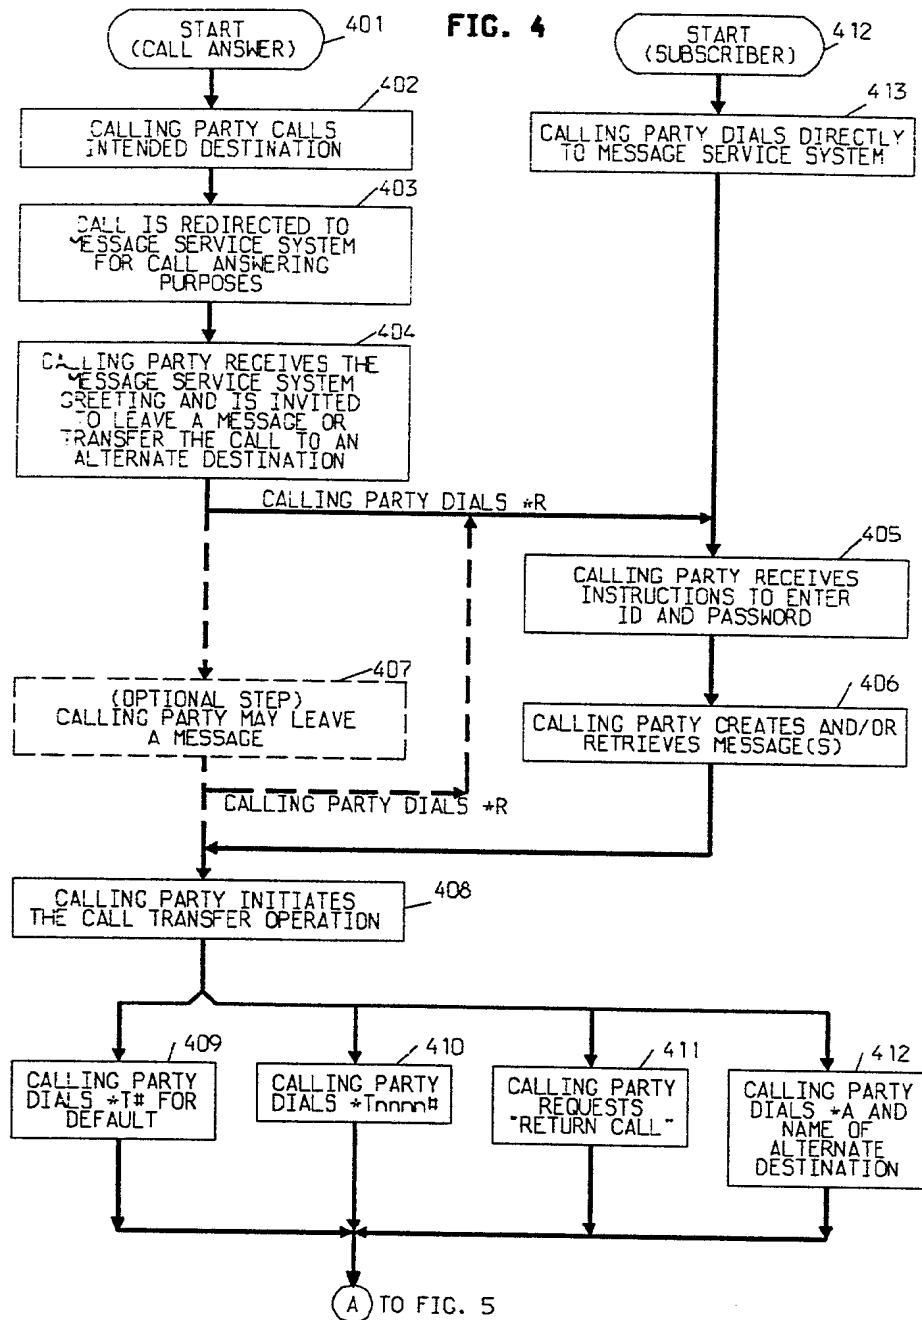 FIG. 4
START
(CALL ANSWER)
401
START
(SUBSCRIBER)
412
402
CALLING PARTY CALLS
INTENDED DESTINATION
413
CALLING PARTY DIALS DIRECTLY
TO MESSAGE SERVICE SYSTEM
403
CALL IS REDIRECTED TO
MESSAGE SERVICE SYSTEM
FOR CALL ANSWERING
PURPOSES
404
CALLING PARTY RECEIVES THE
MESSAGE SERVICE SYSTEM
GREETING AND IS INVITED
TO LEAVE A MESSAGE OR
TRANSFER THE CALL TO AN
ALTERNATE DESTINATION
CALLING PARTY DIALS *R
405
CALLING PARTY RECEIVES
INSTRUCTIONS TO ENTER
ID AND PASSWORD
407
(OPTIONAL STEP)
CALLING PARTY MAY LEAVE
A MESSAGE
406
CALLING PARTY CREATES AND/OR
RETRIEVES MESSAGE(S)
CALLING PARTY DIALS *R
408
CALLING PARTY INITIATES
THE CALL TRANSFER OPERATION
409
CALLING PARTY
DIALS *T# FOR
DEFAULT
410
CALLING PARTY
DIALS *Tnnnn#
411
CALLING PARTY
REQUESTS
"RETURN CALL"
412
CALLING PARTY
DIALS *A AND
NAME OF
ALTERNATE
DESTINATION
A TO FIG. 5